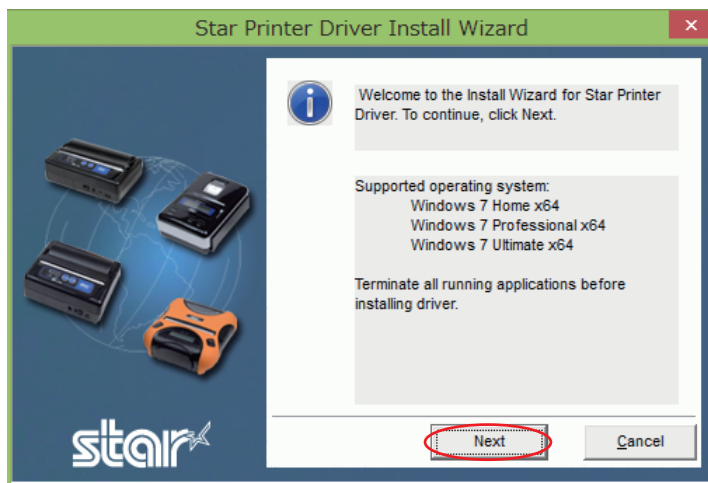 Star Printer Driver Install Wizard
Welcome to the Install Wizard for Star Printer
Driver. To continue, click Next.
Supported operating system:
Windows 7 Home x64
Windows 7 Professional x64
Windows 7 Ultimate x64
Terminate all running applications before
installing driver.
star
Next
Cancel